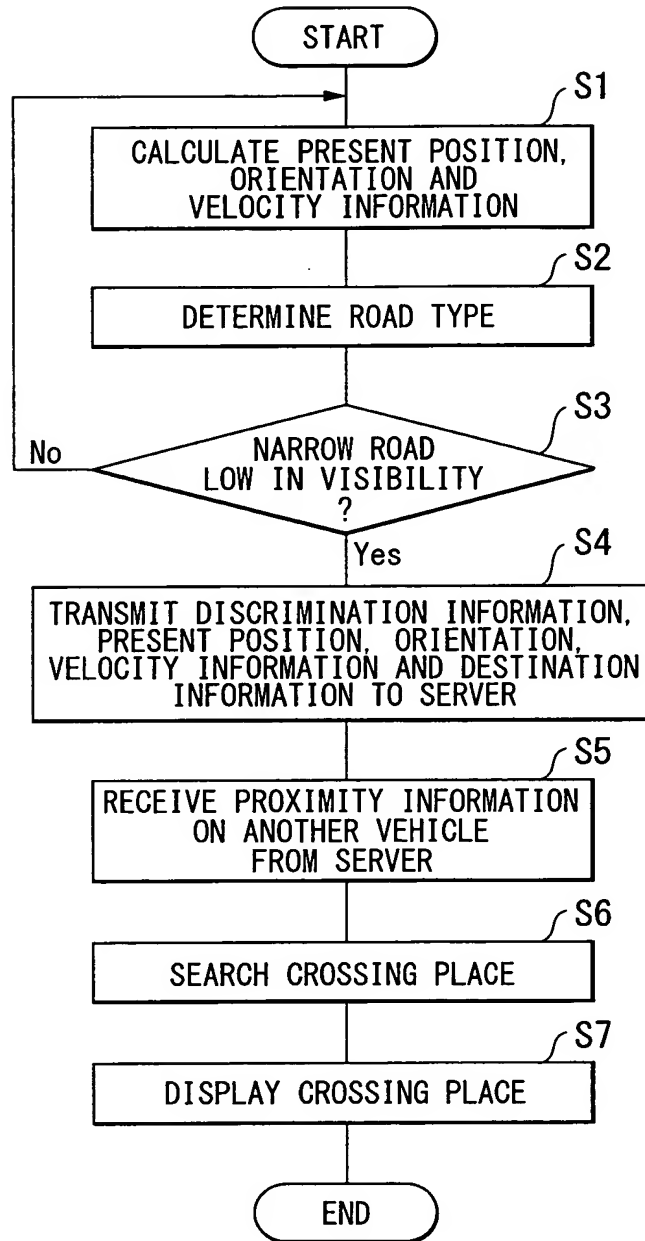 START
S1
CALCULATE PRESENT POSITION,
ORIENTATION AND
VELOCITY INFORMATION
S2
DETERMINE ROAD TYPE
S3
NARROW ROAD
LOW IN VISIBILITY
?
No
Yes
S4
TRANSMIT DISCRIMINATION INFORMATION,
PRESENT POSITION, ORIENTATION,
VELOCITY INFORMATION AND DESTINATION
INFORMATION TO SERVER
S5
RECEIVE PROXIMITY INFORMATION
ON ANOTHER VEHICLE
FROM SERVER
S6
SEARCH CROSSING PLACE
S7
DISPLAY CROSSING PLACE
END